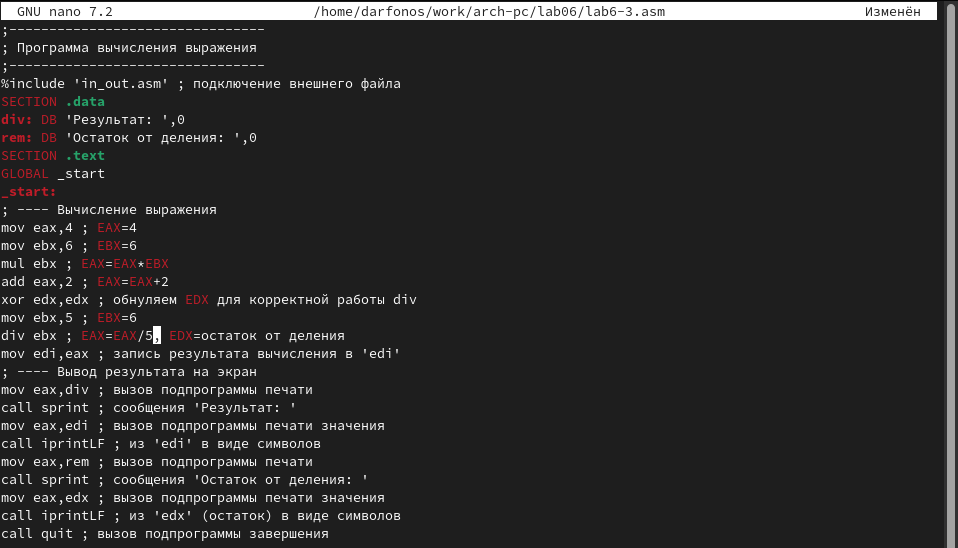 GNU nano 7.2 /home/darfonos/work/arch-pc/lab06/lab6-3.asm Изменён
;--------------------------------
; Программа вычисления выражения
;--------------------------------
%include 'in_out.asm' ; подключение внешнего файла
SECTION .data
div: DB 'Результат: ',0
rem: DB 'Остаток от деления: ',0
SECTION .text
GLOBAL _start
_start:
; ---- Вычисление выражения
mov eax,4 ; EAX=4
mov ebx,6 ; EBX=6
mul ebx ; EAX=EAX*EBX
add eax,2 ; EAX=EAX+2
xor edx,edx ; обнуляем EDX для корректной работы div
mov ebx,5 ; EBX=6
div ebx ; EAX=EAX/5, EDX=остаток от деления
mov edi,eax ; запись результата вычисления в 'edi'
; ---- Вывод результата на экран
mov eax,div ; вызов подпрограммы печати
call sprint ; сообщения 'Результат: '
mov eax,edi ; вызов подпрограммы печати значения
call iprintLF ; из 'edi' в виде символов
mov eax,rem ; вызов подпрограммы печати
call sprint ; сообщения 'Остаток от деления: '
mov eax,edx ; вызов подпрограммы печати значения
call iprintLF ; из 'edx' (остаток) в виде символов
call quit ; вызов подпрограммы завершения